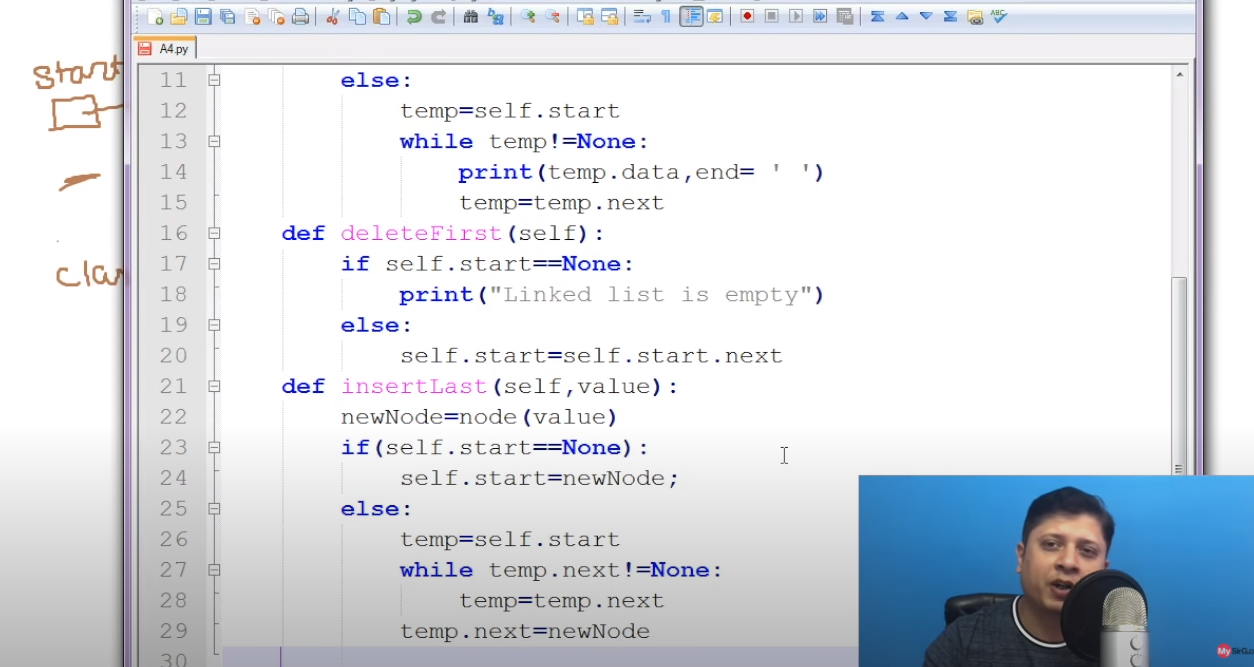 A4.py
start
11 else:
12 temp=self.start
13 while temp!=None:
14 print(temp.data,end= ' ')
15 temp=temp.next
16 def deleteFirst(self):
17 if self.start==None:
18 print("Linked list is empty")
19 else:
20 self.start=self.start.next
21 def insertLast(self,value):
22 newNode=node(value)
23 if(self.start==None):
24 self.start=newNode;
25 else:
26 temp=self.start
27 while temp.next!=None:
28 temp=temp.next
29 temp.next=newNode
30